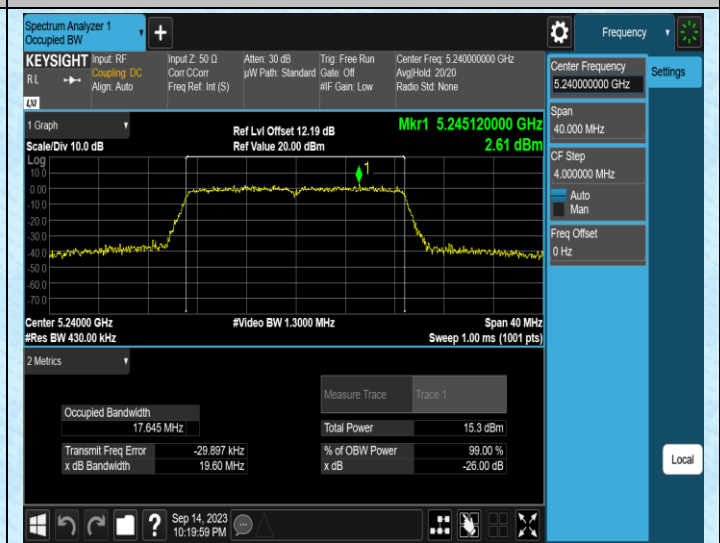 Spectrum Analyzer 1
Occupied BW
Frequency
KEYSIGHT
R L
LXI
Input: RF
Coupling: DC
Align: Auto
Input Z: 50 Ω
Corr CCorr
Freq Ref: Int (S)
Atten: 30 dB
µW Path: Standard
Trig: Free Run
Gate: Off
#IF Gain: Low
Center Freq: 5.240000000 GHz
Avg|Hold: 20/20
Radio Std: None
Center Frequency
5.240000000 GHz
Settings
Span
40.000 MHz
CF Step
4.000000 MHz
Auto
Man
Freq Offset
0 Hz
Local
1 Graph
Scale/Div 10.0 dB
Ref Lvl Offset 12.19 dB
Ref Value 20.00 dBm
Mkr1 5.245120000 GHz
2.61 dBm
Log
10.0
0.00
-10.0
-20.0
-30.0
-40.0
-50.0
-60.0
-70.0
1
Center 5.24000 GHz
#Video BW 1.3000 MHz
Span 40 MHz
#Res BW 430.00 kHz
Sweep 1.00 ms (1001 pts)
2 Metrics
Measure Trace
Trace 1
Occupied Bandwidth
17.645 MHz
Total Power
15.3 dBm
Transmit Freq Error
-29.897 kHz
% of OBW Power
99.00 %
x dB Bandwidth
19.60 MHz
x dB
-26.00 dB
Sep 14, 2023
10:19:59 PM